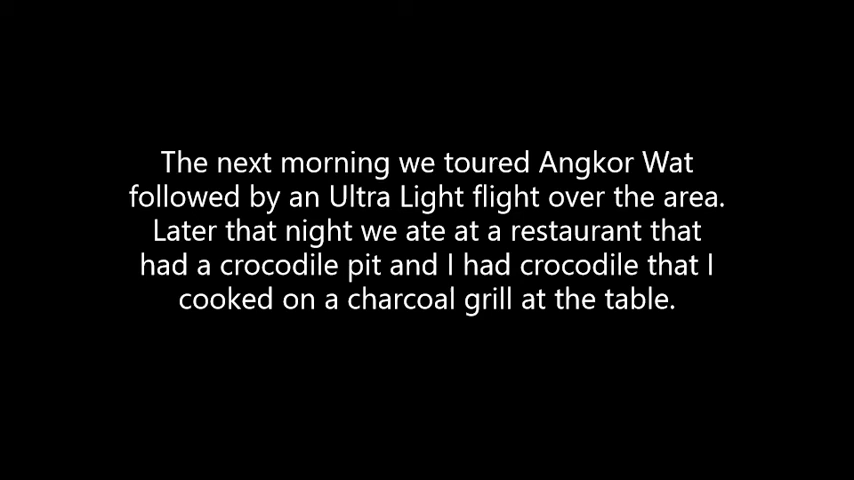 The next morning we toured Angkor Wat
followed by an Ultra Light flight over the area.
Later that night we ate at a restaurant that
had a crocodile pit and I had crocodile that I
cooked on a charcoal grill at the table.